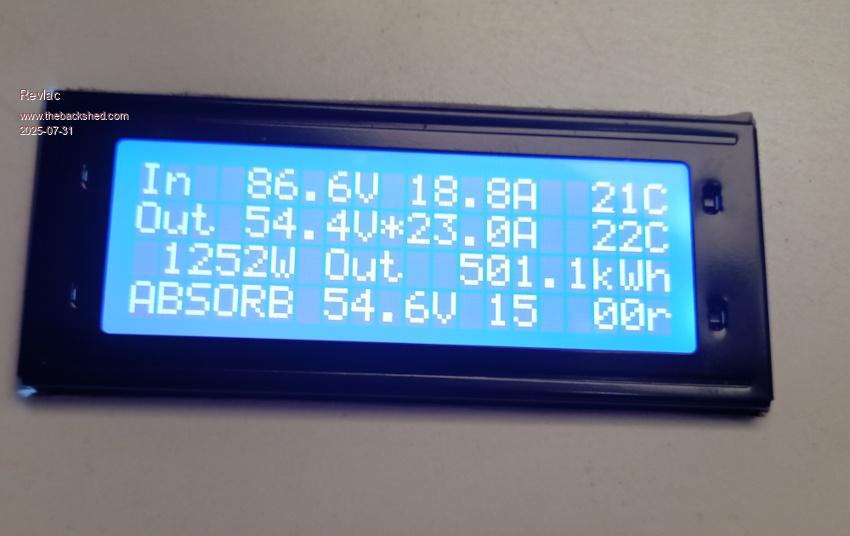 Revlac
www.thebackshed.com
2025-07-31
In 86.6V 18.8A 21C
Out 54.4V*23.0A 22C
1252W Out 501.1kWh
ABSORB 54.6V 15 00r